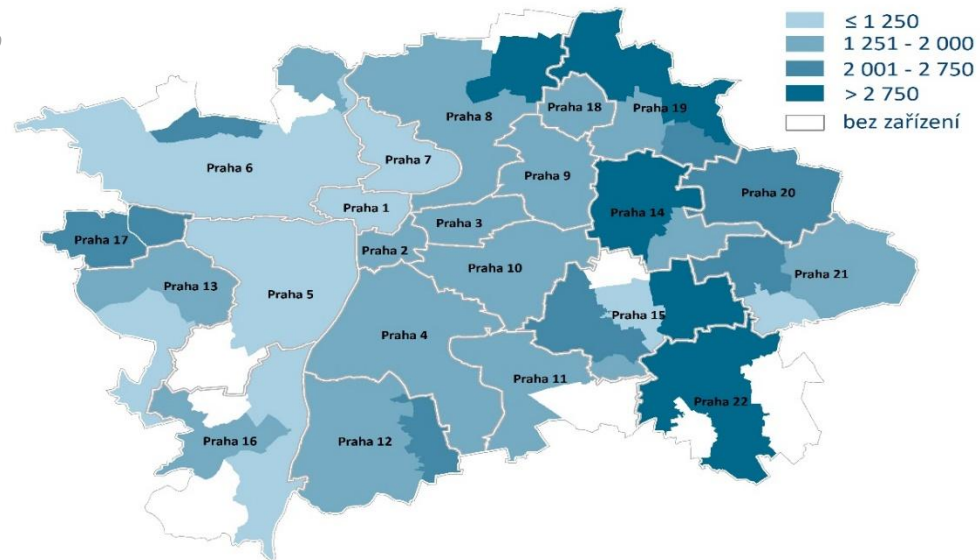 ≤ 1 250
1 251 - 2 000
2 001 - 2 750
> 2 750
bez zařízení
Praha 18
Praha 19
Praha 8
Praha 7
Praha 6
Praha 9
Praha 20
Praha 1
Praha 14
Praha 3
Praha 17
Praha 2
Praha 10
Praha 21
Praha 13
Praha 5
Praha 15
Praha 4
Praha 11
Praha 22
Praha 12
Praha 16